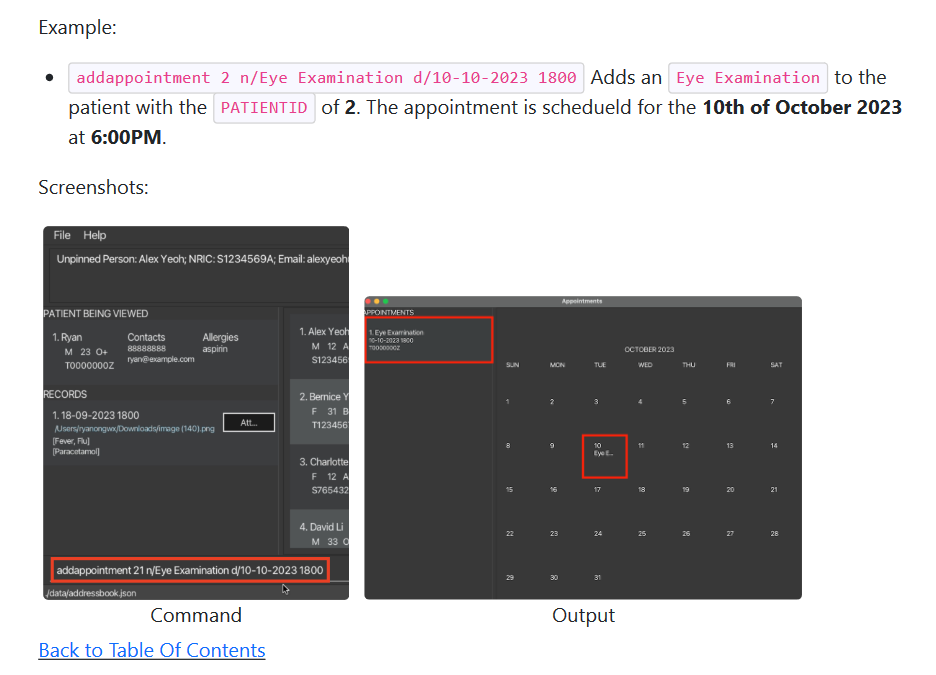 Example:
addappointment 2 n/Eye Examination d/10-10-2023 1800 Adds an Eye Examination to the
patient with the PATIENTID of 2. The appointment is schedueld for the 10th of October 2023
at 6:00PM.
Screenshots:
File Help
Unpinned Person: Alex Yeoh; NRIC: S1234569A; Email: alexyeoh
PATIENT BEING VIEWED
1. Ryan Contacts Allergies
88888888 aspirin
M 23 O+ ryan@example.com
T0000000Z
RECORDS
1. 18-09-2023 1800
/Users/ryanongwx/Downloads/image (140).png
Att...
[Fever, Flu]
[Paracetamol]
1. Alex Yeoh
M 12 A
S123456
2. Bernice Y
F 31 B
T123456
3. Charlotte
F 12 A
S765432
4. David Li
M 33 O
addappointment 21 n/Eye Examination d/10-10-2023 1800
./data/addressbook.json
Command
Appointments
APPOINTMENTS
1. Eye Examination
10-10-2023 1800
T0000000Z
OCTOBER 2023
SUN MON TUE WED THU FRI SAT
1 2 3 4 5 6 7
8 9 10 11 12 13 14
Eye E...
15 16 17 18 19 20 21
22 23 24 25 26 27 28
29 30 31
Output
Back to Table Of Contents